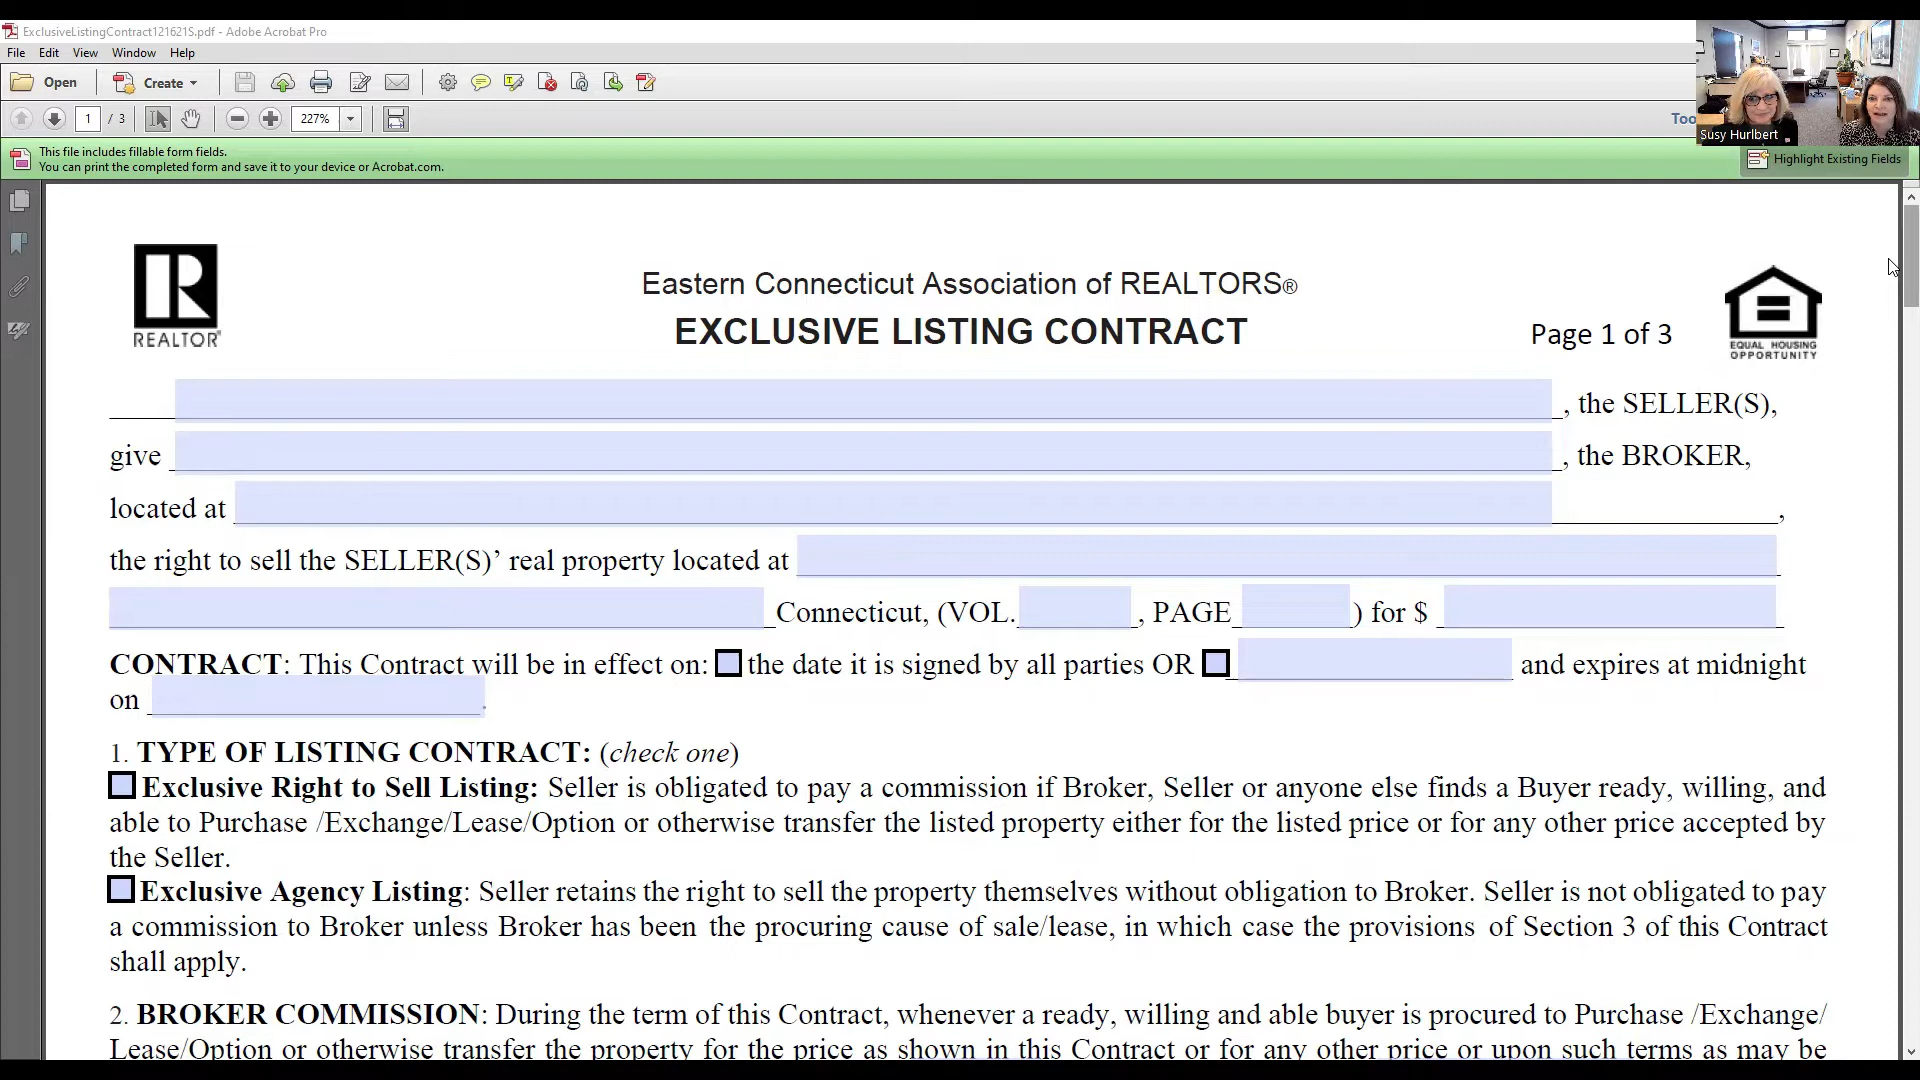 ExclusiveListingContract121621S.pdf - Adobe Acrobat Pro
File Edit View Window Help
Open Create
1 / 3 227% Too
Susy Hurlbert
This file includes fillable form fields.
You can print the completed form and save it to your device or Acrobat.com.
Highlight Existing Fields
R
REALTOR®
Eastern Connecticut Association of REALTORS®
EXCLUSIVE LISTING CONTRACT
Page 1 of 3
EQUAL HOUSING
OPPORTUNITY
, the SELLER(S),
give , the BROKER,
located at ,
the right to sell the SELLER(S)’ real property located at
Connecticut, (VOL. , PAGE ) for $
CONTRACT: This Contract will be in effect on: the date it is signed by all parties OR and expires at midnight
on .
1. TYPE OF LISTING CONTRACT: (check one)
Exclusive Right to Sell Listing: Seller is obligated to pay a commission if Broker, Seller or anyone else finds a Buyer ready, willing, and
able to Purchase /Exchange/Lease/Option or otherwise transfer the listed property either for the listed price or for any other price accepted by
the Seller.
Exclusive Agency Listing: Seller retains the right to sell the property themselves without obligation to Broker. Seller is not obligated to pay
a commission to Broker unless Broker has been the procuring cause of sale/lease, in which case the provisions of Section 3 of this Contract
shall apply.
2. BROKER COMMISSION: During the term of this Contract, whenever a ready, willing and able buyer is procured to Purchase /Exchange/
Lease/Option or otherwise transfer the property for the price as shown in this Contract or for any other price or upon such terms as may be